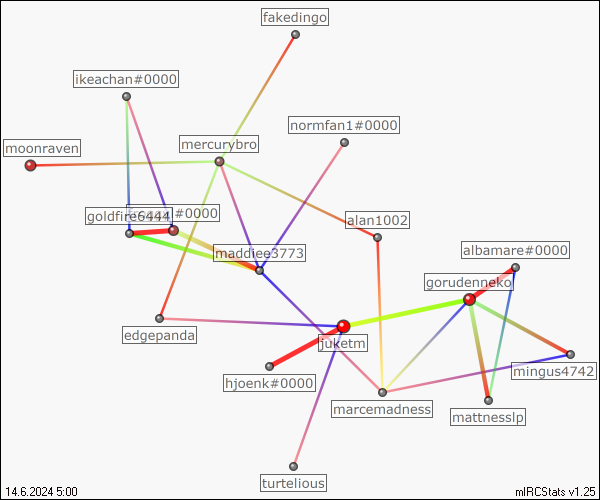 fakedingo
ikeachan#0000
normfan1#0000
mercurybro
moonraven
goldfire6444
#0000
alan1002
maddiee3773
albamare#0000
gorudenneko
edgepanda
juketm
mingus4742
hjoenk#0000
marcemadness
mattnesslp
turtelious
14.6.2024 5:00
mIRCStats v1.25